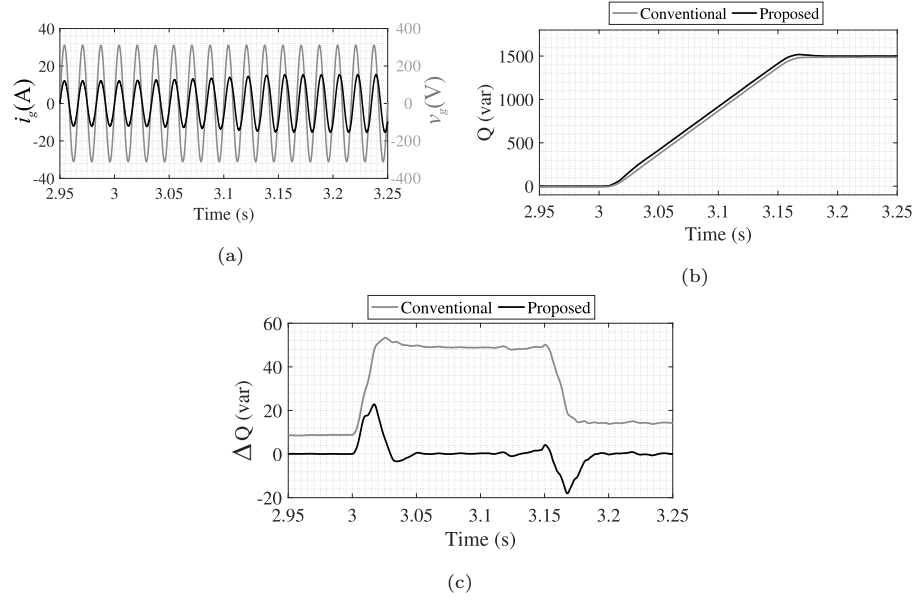 40
20
0
-20
-40
i_g(A)
400
200
0
-200
-400
v_g(V)
2.95 3 3.05 3.1 3.15 3.2 3.25
Time (s)
(a)
Conventional Proposed
1500
1000
500
0
Q (var)
2.95 3 3.05 3.1 3.15 3.2 3.25
Time (s)
(b)
Conventional Proposed
60
40
20
0
-20
ΔQ (var)
2.95 3 3.05 3.1 3.15 3.2 3.25
Time (s)
(c)